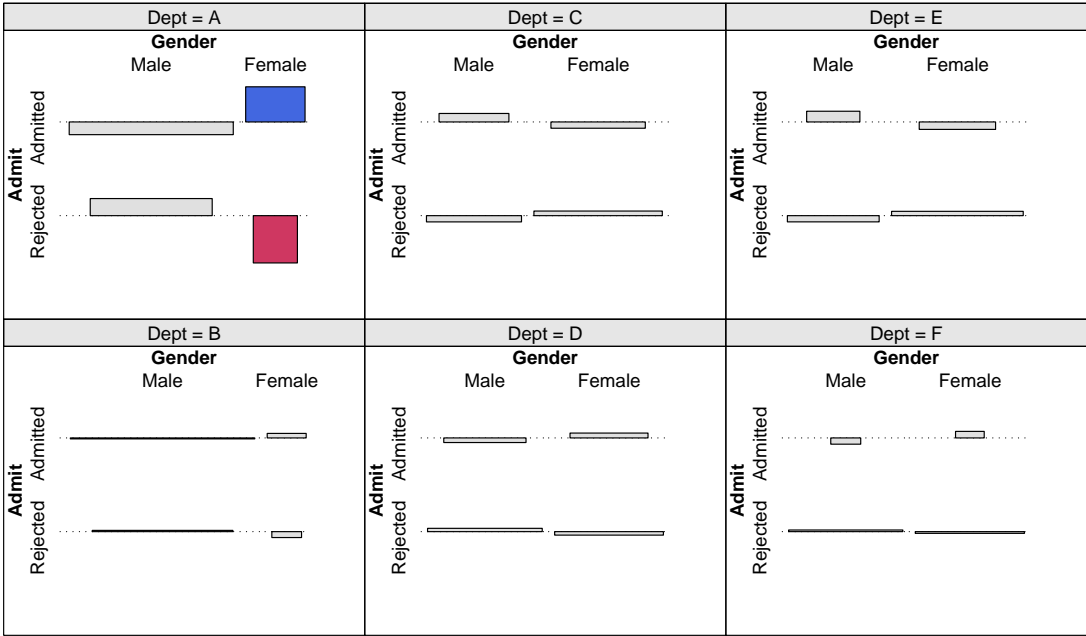 Dept = A
Gender
Male Female
Admit
Admitted
Rejected
Dept = C
Gender
Male Female
Admit
Admitted
Rejected
Dept = E
Gender
Male Female
Admit
Admitted
Rejected
Dept = B
Gender
Male Female
Admit
Admitted
Rejected
Dept = D
Gender
Male Female
Admit
Admitted
Rejected
Dept = F
Gender
Male Female
Admit
Admitted
Rejected